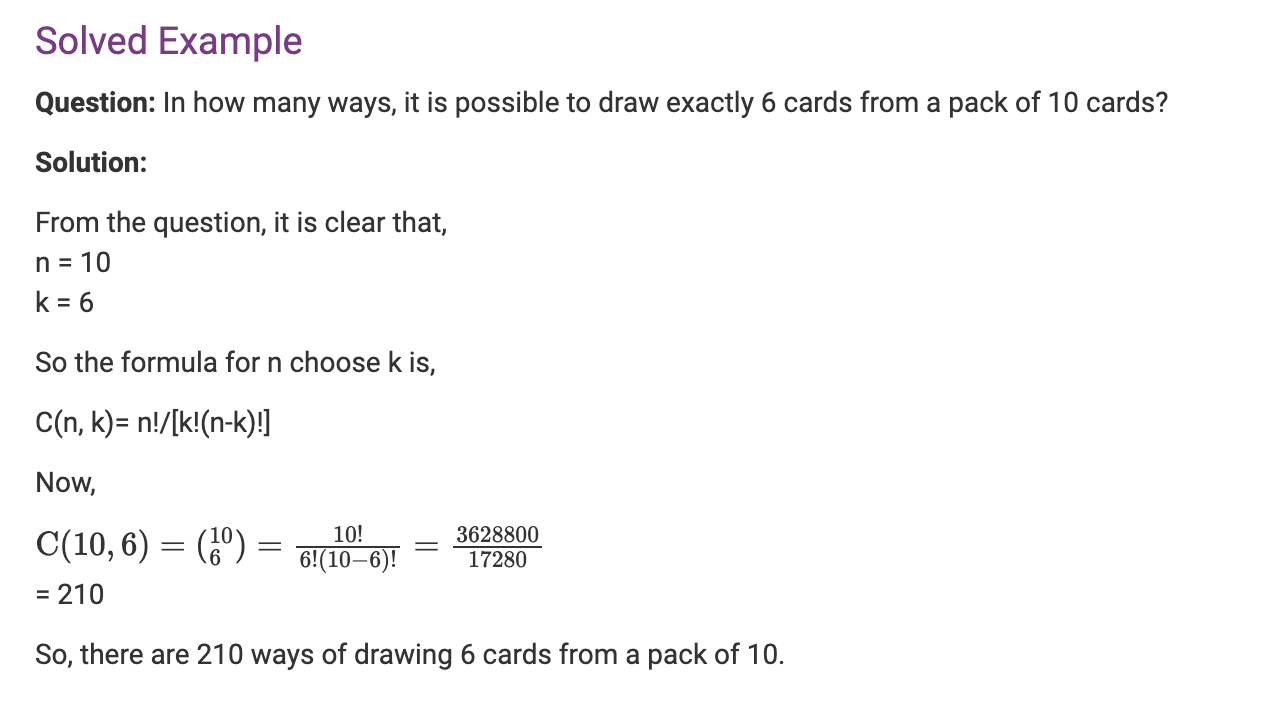 Solved Example
Question: In how many ways, it is possible to draw exactly 6 cards from a pack of 10 cards?
Solution:
From the question, it is clear that,
n = 10
k = 6
So the formula for n choose k is,
C(n, k)= n!/[k!(n-k)!]
Now,
C(10, 6) = (10 6) = 10! / 6!(10−6)! = 3628800 / 17280
= 210
So, there are 210 ways of drawing 6 cards from a pack of 10.